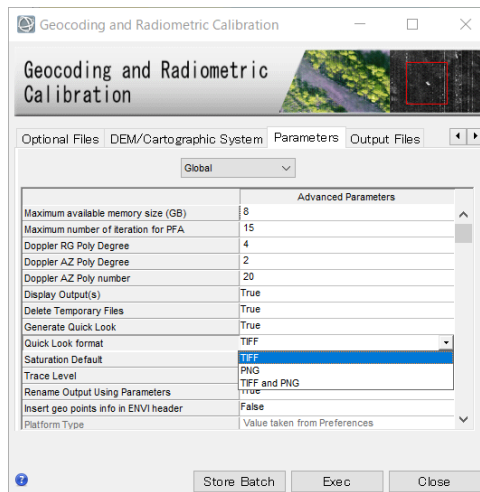 Geocoding and Radiometric Calibration
Geocoding and Radiometric
Calibration
Optional Files DEM/Cartographic System Parameters Output Files
Global
Advanced Parameters
Maximum available memory size (GB) 8
Maximum number of iteration for PFA 15
Doppler RG Poly Degree 4
Doppler AZ Poly Degree 2
Doppler AZ Poly number 20
Display Output(s) True
Delete Temporary Files True
Generate Quick Look True
Quick Look format TIFF
Saturation Default TIFF
Trace Level PNG
TIFF and PNG
Rename Output Using Parameters True
Insert geo points info in ENVI header False
Platform Type Value taken from Preferences
Store Batch Exec Close